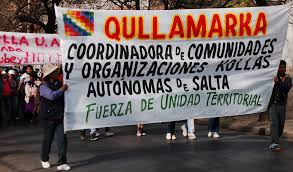 QULLAMARKA
COORDINADORA DE COMUNIDADES
Y ORGANIZACIONES KOLLAS
AUTÓNOMAS DE SALTA
FUERZA DE UNIDAD TERRITORIAL